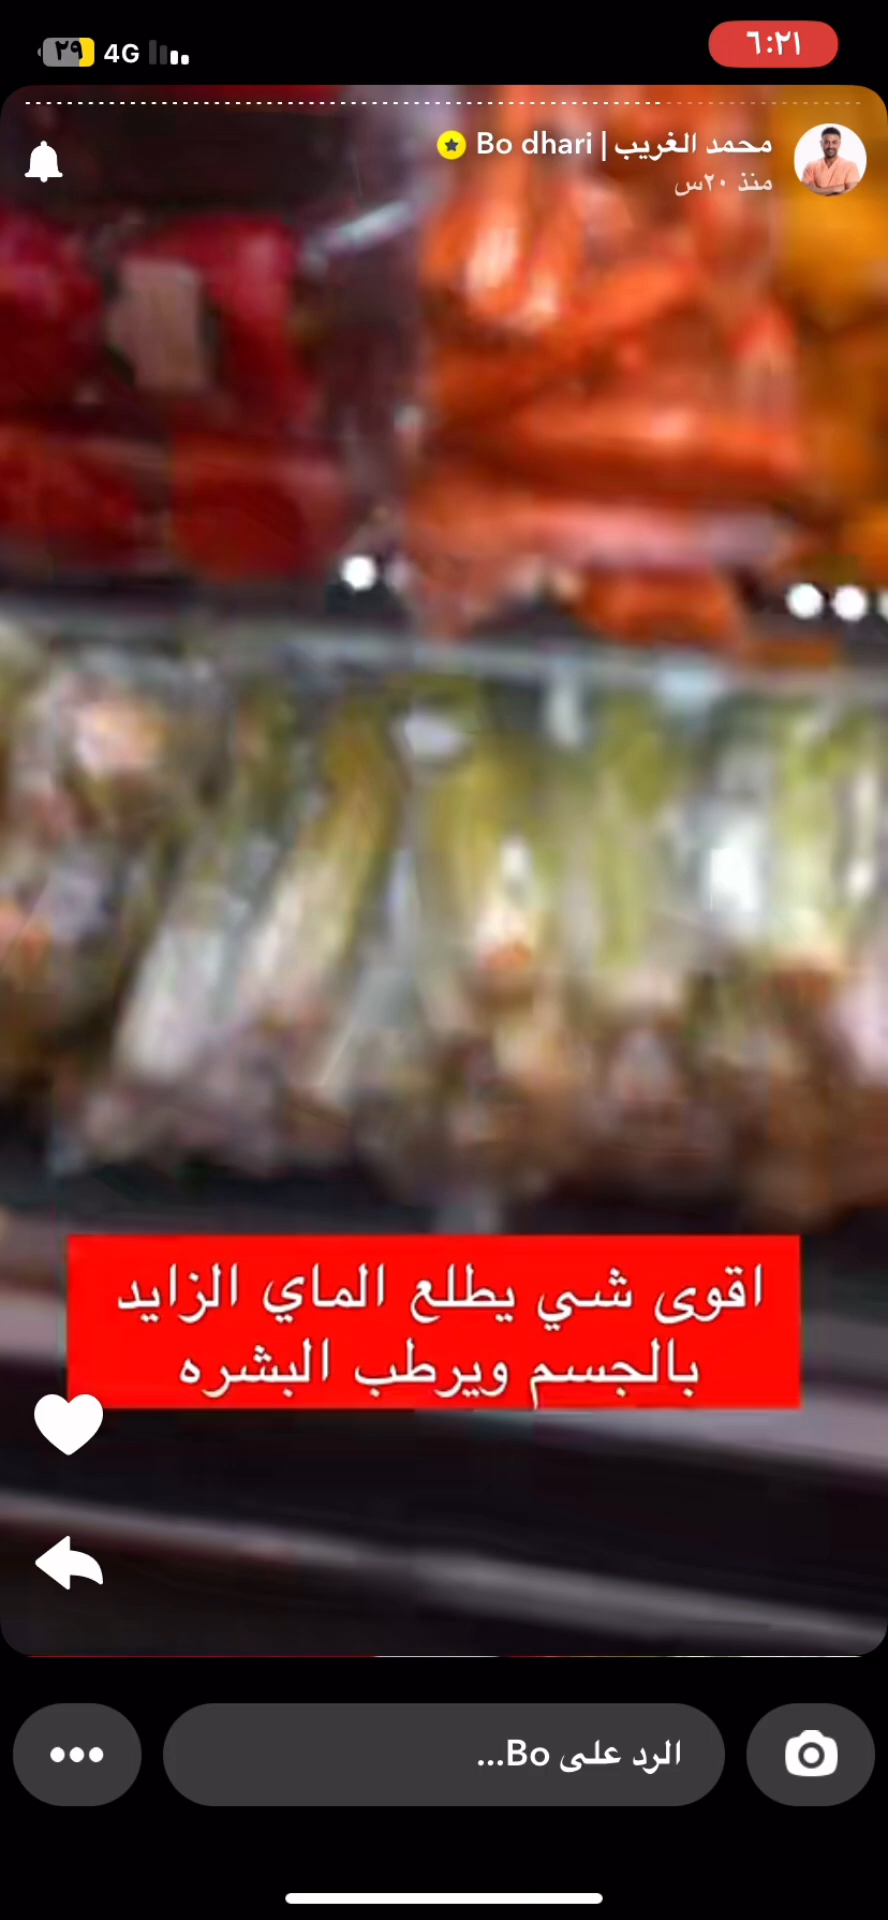 ٢٩ 4G ٦:٢١
محمد الغريب | Bo dhari
منذ ٢٠س
اقوى شي يطلع الماي الزايد
بالجسم ويرطب البشره
الرد على Bo...